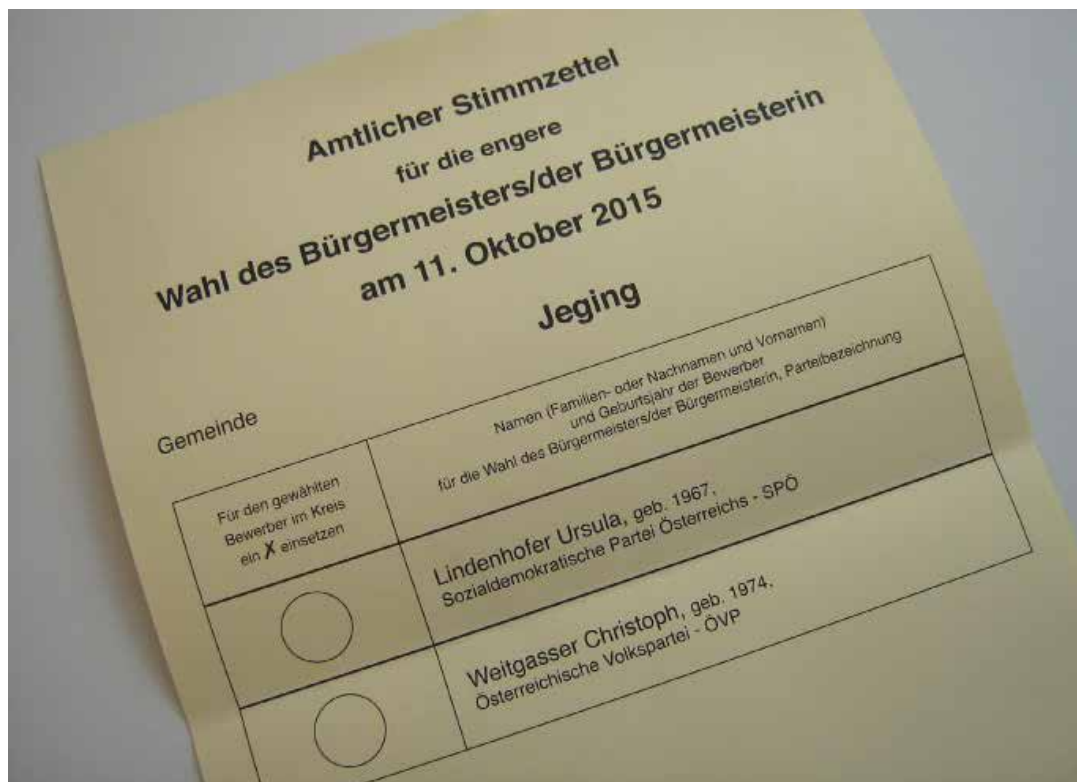 Amtlicher Stimmzettel
für die engere
Wahl des Bürgermeisters/der Bürgermeisterin
am 11. Oktober 2015
Jeging
Gemeinde
Für den gewählten
Bewerber im Kreis
ein X einsetzen
Namen (Familien- oder Nachnamen und Vornamen)
und Geburtsjahr der Bewerber
für die Wahl des Bürgermeisters/der Bürgermeisterin, Parteibezeichnung
Lindenhofer Ursula, geb. 1967,
Sozialdemokratische Partei Österreichs - SPÖ
Weitgasser Christoph, geb. 1974,
Österreichische Volkspartei - ÖVP